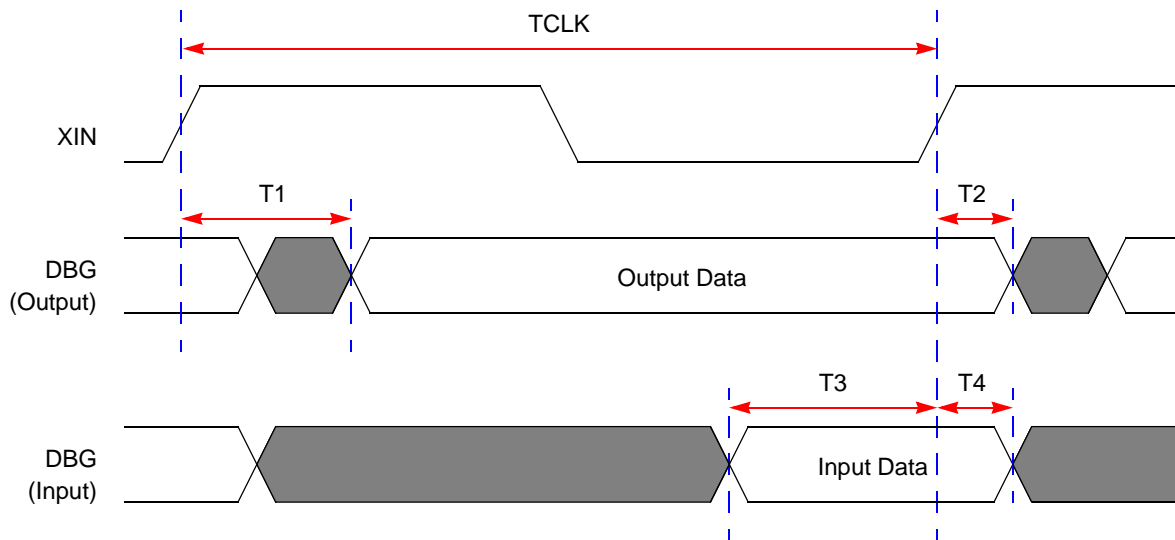 TCLK
XIN
T1
T2
DBG
(Output)
Output Data
T3
T4
DBG
(Input)
Input Data